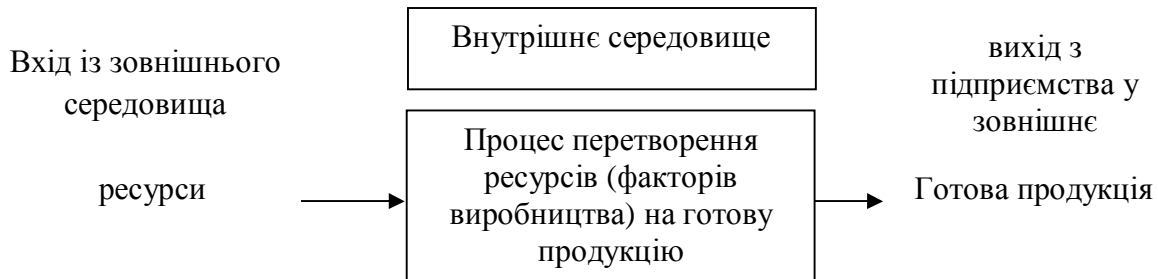 Вхід із зовнішнього
середовища
ресурси
Внутрішнє середовище
Процес перетворення
ресурсів (факторів
виробництва) на готову
продукцію
вихід з
підприємства у
зовнішнє
Готова продукція